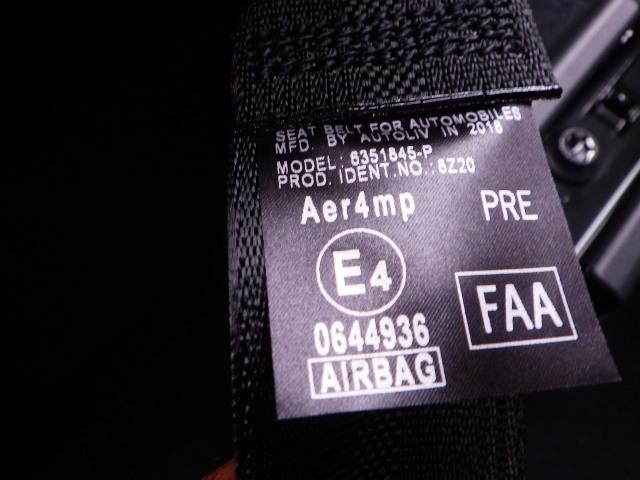 SEAT BELT FOR AUTOMOBILES
MFD. BY AUTOLIV IN 2016
MODEL: 6351645-P
PROD. IDENT.NO.: 6Z20
Aer4mp PRE
E4
FAA
0644936
AIRBAG